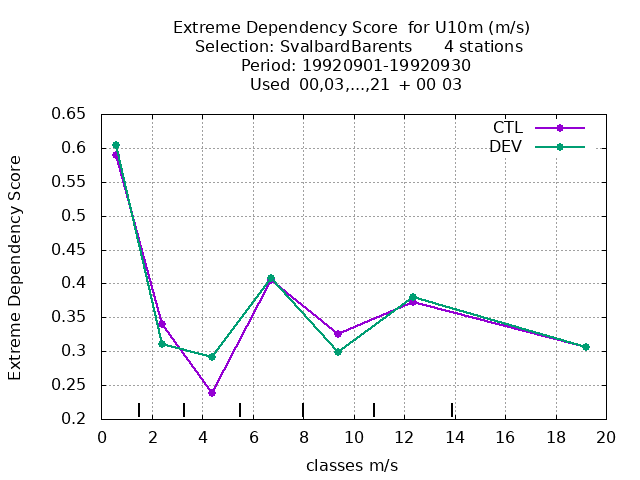 Extreme Dependency Score  for U10m (m/s)
Selection: SvalbardBarents      4 stations
Period: 19920901-19920930
Used  00,03,...,21  + 00 03
CTL
DEV
0.65
0.6
0.55
0.5
0.45
0.4
0.35
0.3
0.25
0.2
Extreme Dependency Score
0 2 4 6 8 10 12 14 16 18 20
classes m/s